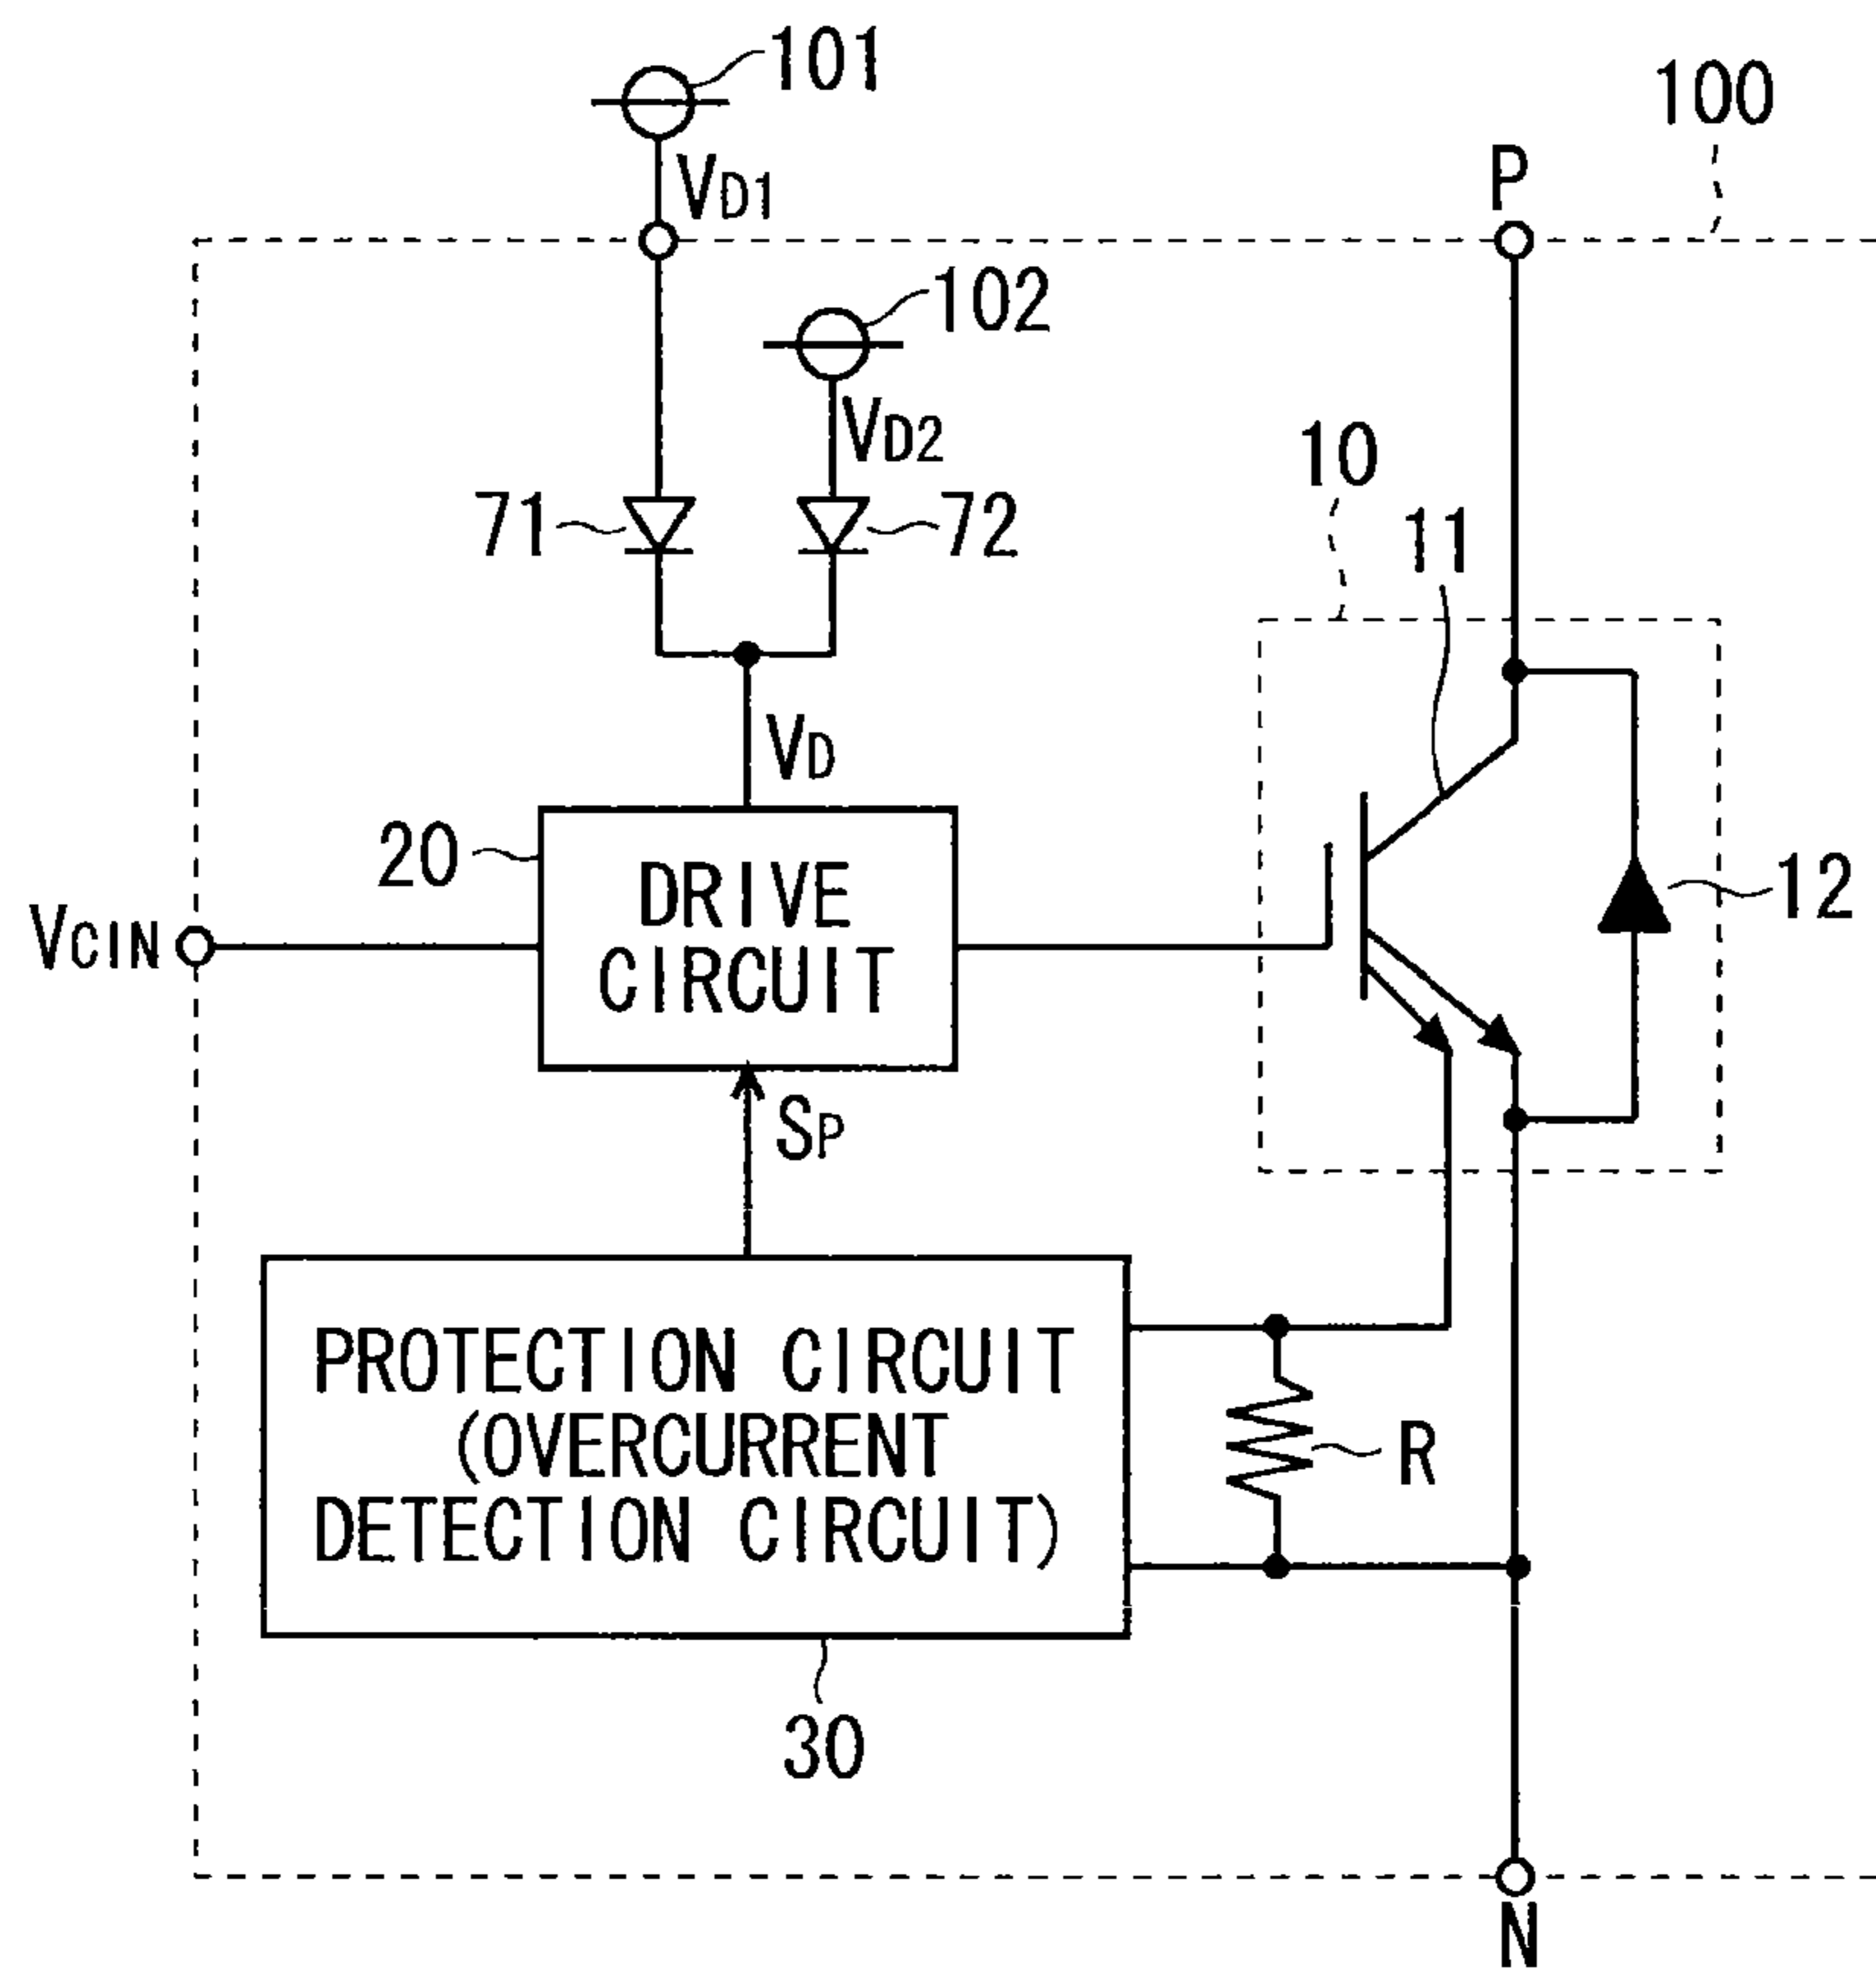 101
100
VD1
P
102
VD2
10
71
72
11
VD
20
DRIVE
CIRCUIT
12
VCIN
SP
PROTECTION CIRCUIT
(OVERCURRENT
DETECTION CIRCUIT)
R
30
N